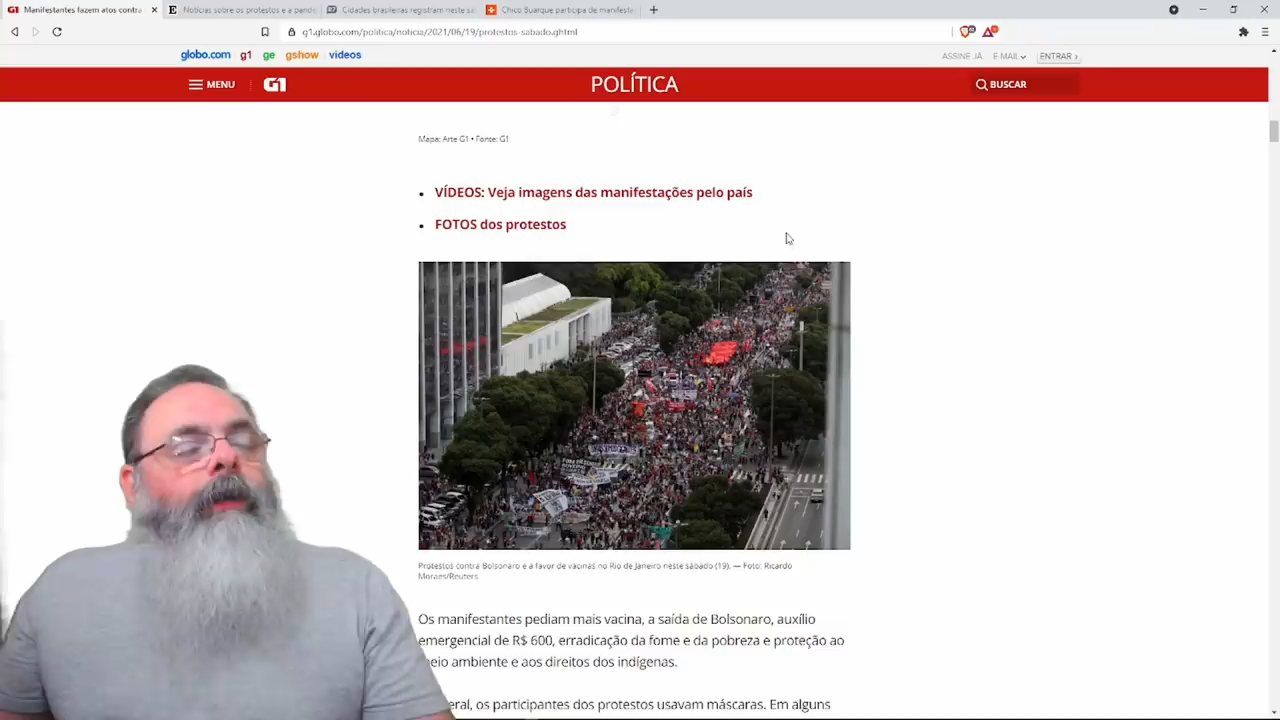 Manifestantes fazem atos contra
Notícias sobre os protestos e a pand
Cidades brasileiras registram neste sá
Chico Buarque participa de manifesta
g1.globo.com/politica/noticia/2021/06/19/protestos-sabado.ghtml
globo.com g1 ge gshow videos
ASSINE JÁ E-MAIL ENTRAR ›
MENU G1 POLÍTICA BUSCAR
Mapa: Arte G1 • Fonte: G1
• VÍDEOS: Veja imagens das manifestações pelo país
• FOTOS dos protestos
Protestos contra Bolsonaro e a favor de vacinas no Rio de Janeiro neste sábado (19). — Foto: Ricardo
Moraes/Reuters
Os manifestantes pediam mais vacina, a saída de Bolsonaro, auxílio
emergencial de R$ 600, erradicação da fome e da pobreza e proteção ao
meio ambiente e aos direitos dos indígenas.
eral, os participantes dos protestos usavam máscaras. Em alguns